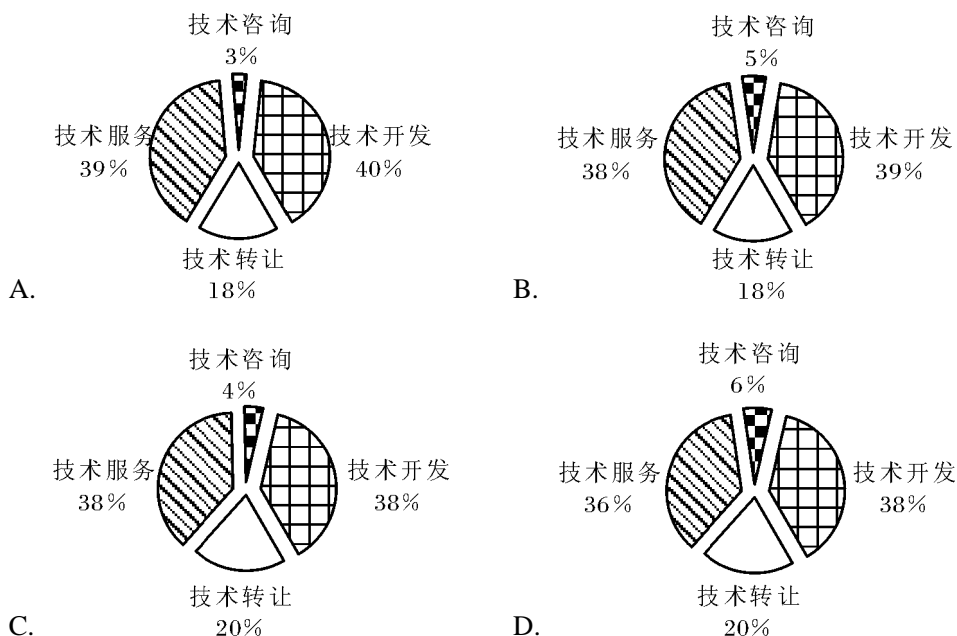 技术咨询
3%
技术服务
39%
技术开发
40%
技术转让
18%
A.
技术咨询
5%
技术服务
38%
技术开发
39%
技术转让
18%
B.
技术咨询
4%
技术服务
38%
技术开发
38%
技术转让
20%
C.
技术咨询
6%
技术服务
36%
技术开发
38%
技术转让
20%
D.